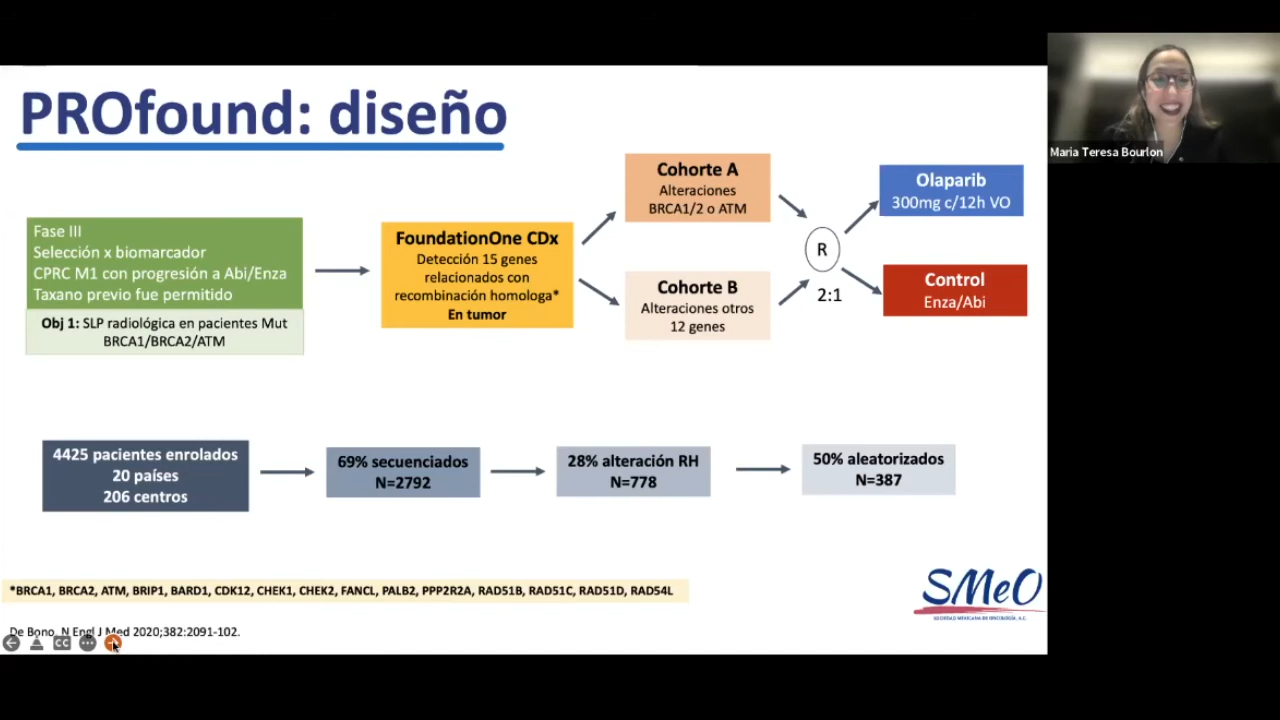 PROfound: diseño
Maria Teresa Bourlon
Fase III
Selección x biomarcador
CPRC M1 con progresión a Abi/Enza
Taxano previo fue permitido
Obj 1: SLP radiológica en pacientes Mut
BRCA1/BRCA2/ATM
FoundationOne CDx
Detección 15 genes
relacionados con
recombinación homologa*
En tumor
Cohorte A
Alteraciones
BRCA1/2 o ATM
Cohorte B
Alteraciones otros
12 genes
R
2:1
Olaparib
300mg c/12h VO
Control
Enza/Abi
4425 pacientes enrolados
20 países
206 centros
69% secuenciados
N=2792
28% alteración RH
N=778
50% aleatorizados
N=387
*BRCA1, BRCA2, ATM, BRIP1, BARD1, CDK12, CHEK1, CHEK2, FANCL, PALB2, PPP2R2A, RAD51B, RAD51C, RAD51D, RAD54L
SMeO
SOCIEDAD MEXICANA DE ONCOLOGÍA, A.C.
De Bono, N Engl J Med 2020;382:2091-102.
CC